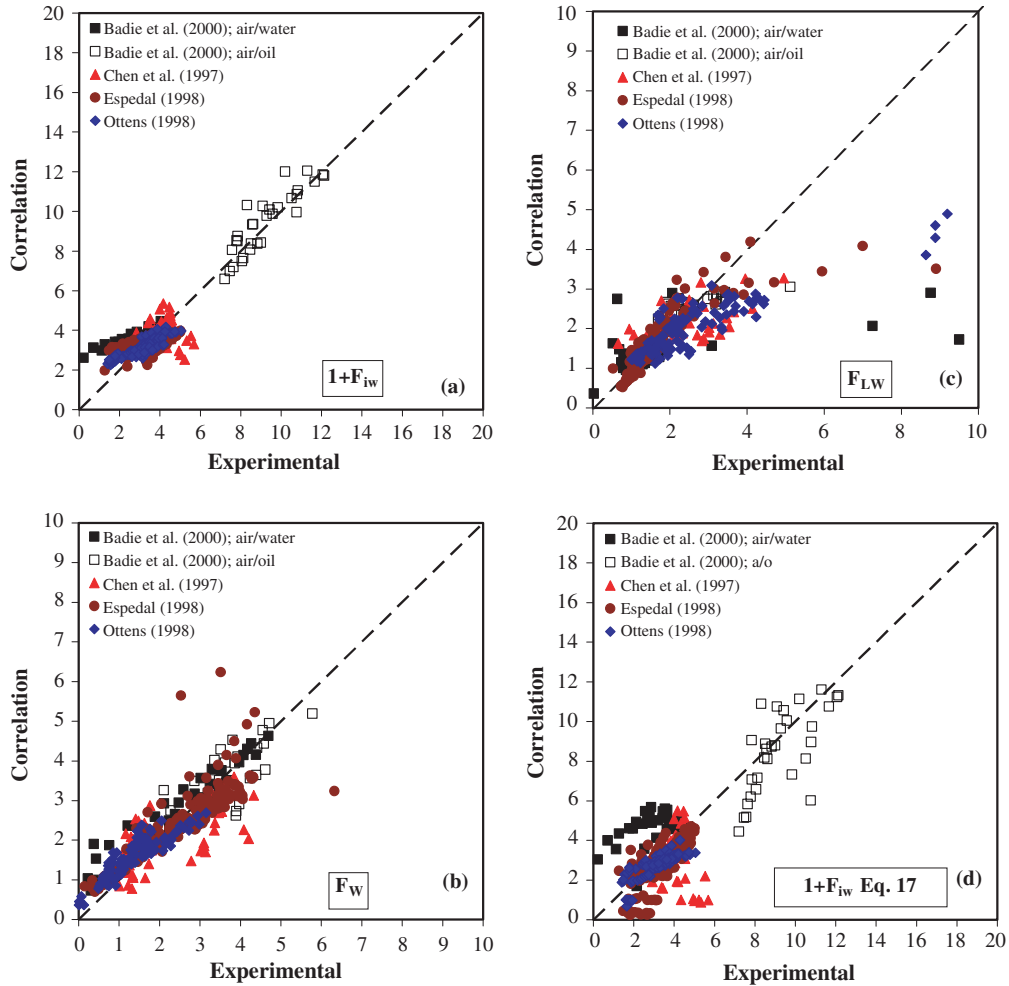 20
18
16
14
12
10
8
6
4
2
0
0 2 4 6 8 10 12 14 16 18 20
Correlation
Experimental
Badie et al. (2000); air/water
Badie et al. (2000); air/oil
Chen et al. (1997)
Espedal (1998)
Ottens (1998)
1+F_iw
(a)
10
9
8
7
6
5
4
3
2
1
0
0 2 4 6 8 10
Correlation
Experimental
Badie et al. (2000); air/water
Badie et al. (2000); air/oil
Chen et al. (1997)
Espedal (1998)
Ottens (1998)
F_LW
(c)
10
9
8
7
6
5
4
3
2
1
0
0 1 2 3 4 5 6 7 8 9 10
Correlation
Experimental
Badie et al. (2000); air/water
Badie et al. (2000); air/oil
Chen et al. (1997)
Espedal (1998)
Ottens (1998)
F_W
(b)
20
18
16
14
12
10
8
6
4
2
0
0 2 4 6 8 10 12 14 16 18 20
Correlation
Experimental
Badie et al. (2000); air/water
Badie et al. (2000); a/o
Chen et al. (1997)
Espedal (1998)
Ottens (1998)
1+F_iw Eq. 17
(d)